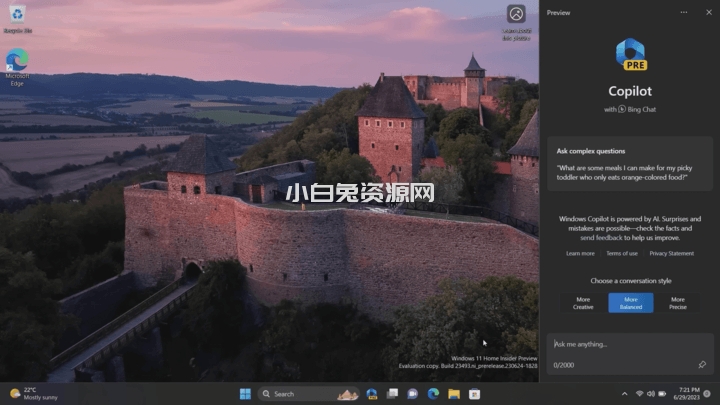 Recycle Bin
Microsoft
Edge
Learn about
this picture
小白兔资源网
Windows 11 Home Insider Preview
Evaluation copy. Build 23493.ni_prerelease.230624-1828
Preview
PRE
Copilot
with Bing Chat
Ask complex questions
"What are some meals I can make for my picky
toddler who only eats orange-colored food?"
Windows Copilot is powered by AI. Surprises and
mistakes are possible—check the facts and
send feedback to help us improve.
Learn more Terms of use Privacy Statement
Choose a conversation style
More
Creative
More
Balanced
More
Precise
Ask me anything...
0/2000
22°C
Mostly sunny
Search
PRE
7:21 PM
6/29/2023